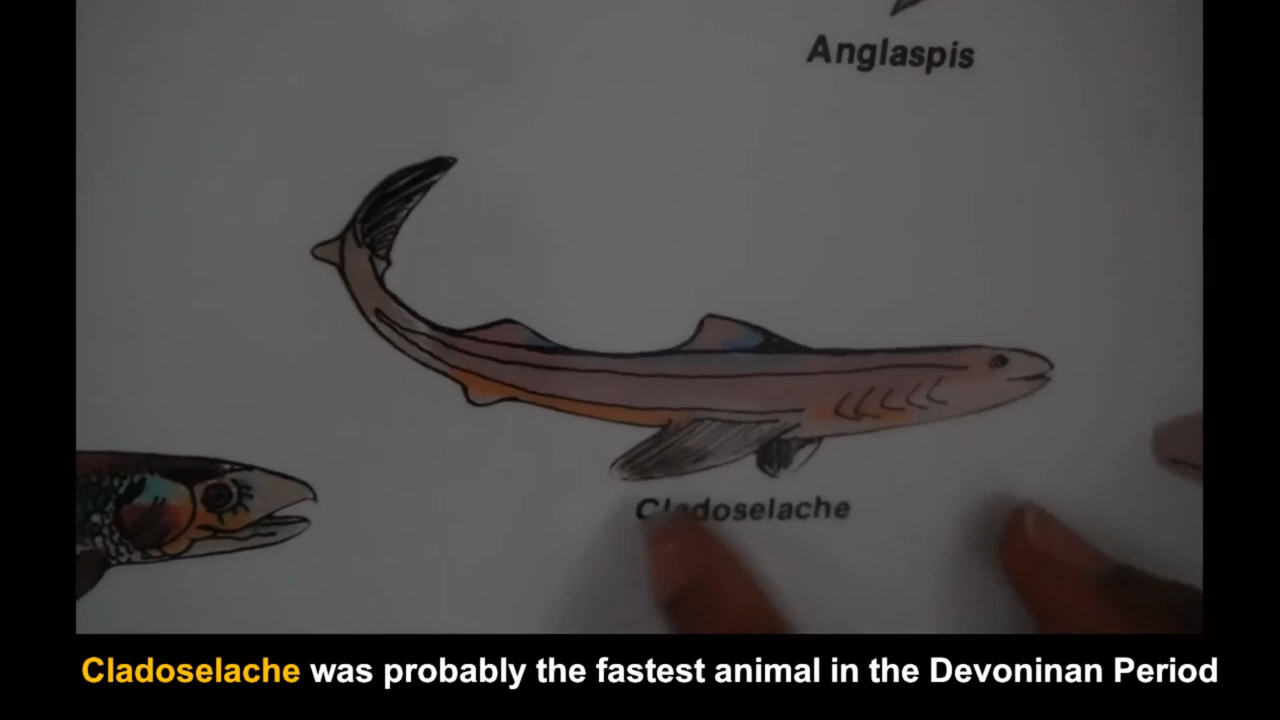 Anglaspis
Cladoselache
Cladoselache was probably the fastest animal in the Devoninan Period